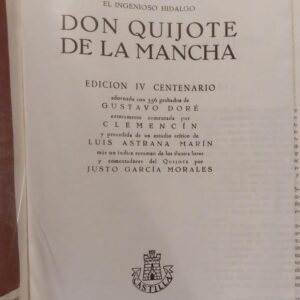 EL INGENIOSO HIDALGO
DON QUIJOTE
DE LA MANCHA
EDICION IV CENTENARIO
adornada con 356 grabados de
GUSTAVO DORÉ
enteramente comentada por
CLEMENCÍN
y precedida de un estudio crítico de
LUIS ASTRANA MARÍN
más un índice resumen de los ilustradores
y comentadores del Quijote por
JUSTO GARCÍA MORALES
CASTILLA